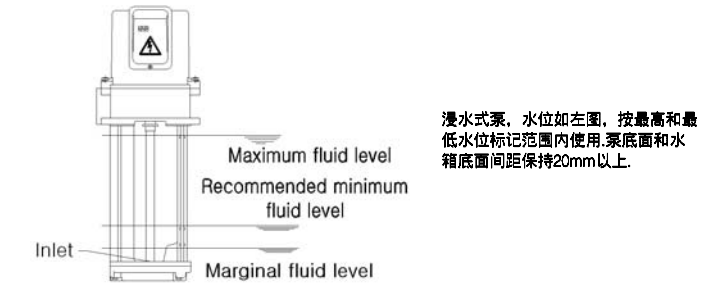 Maximum fluid level
Recommended minimum
fluid level
Inlet
Marginal fluid level
浸水式泵，水位如左图，按最高和最
低水位标记范围内使用.泵底面和水
箱底面间距保持20mm以上.